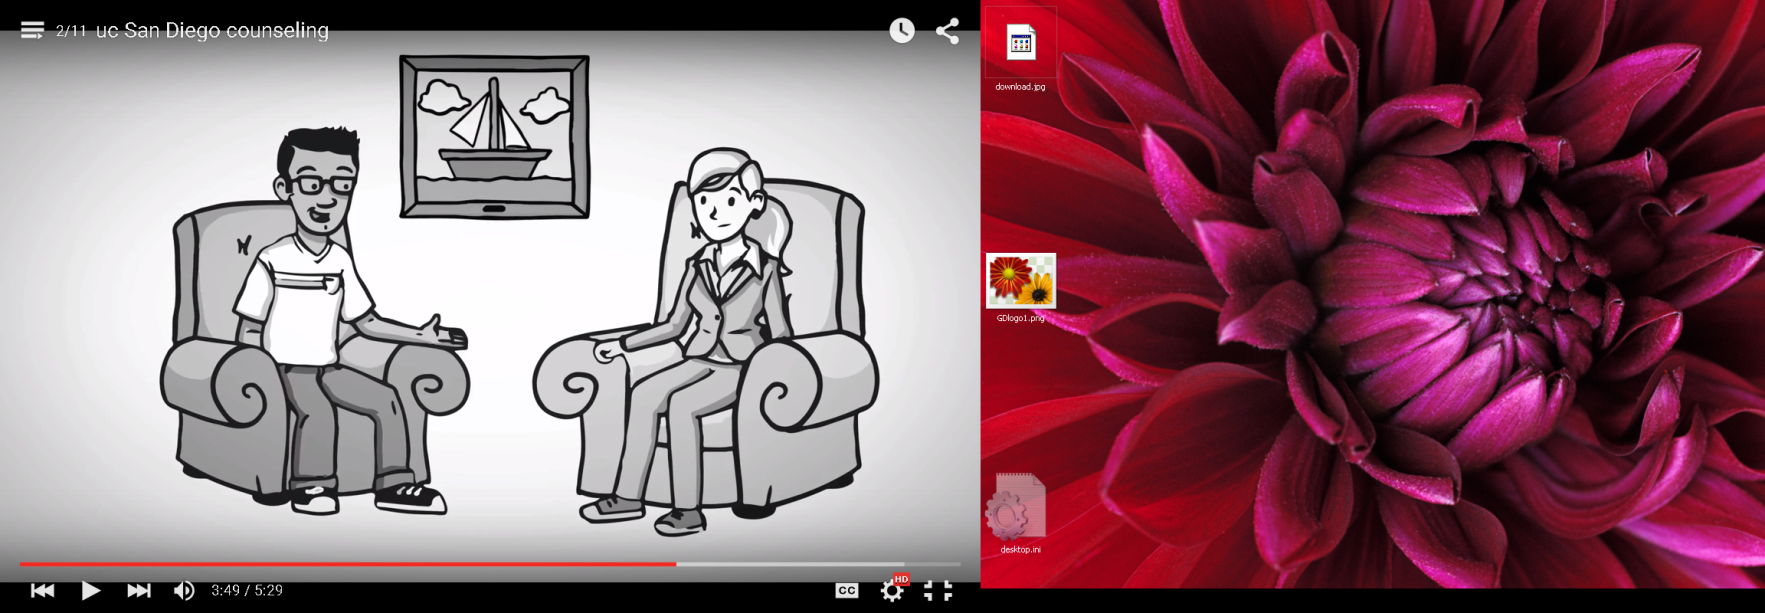 2/11 uc San Diego counseling
download.jpg
GDlogo1.png
desktop.ini
HD
3:49 / 5:29
CC